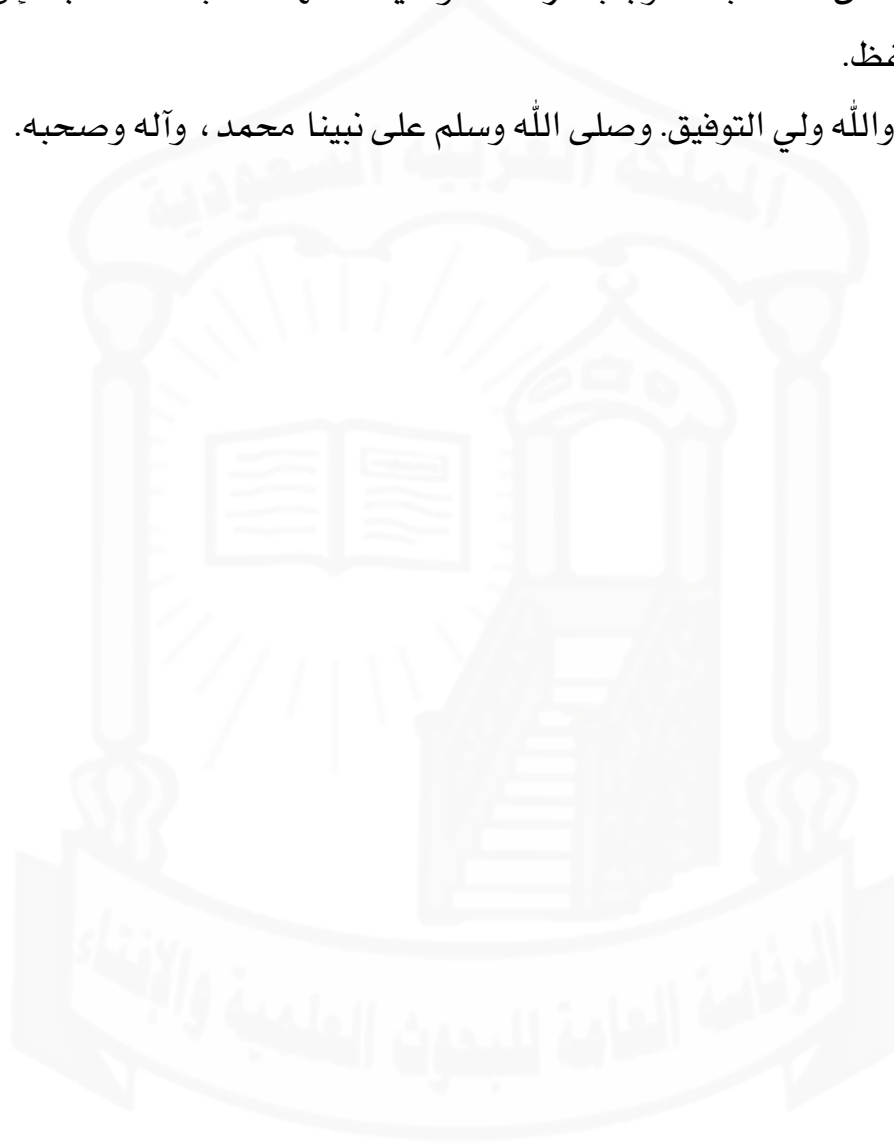 فظ.
والله ولي التوفيق. وصلى الله وسلم على نبينا محمد، وآله وصحبه.
المملكة العربية السعودية
الرئاسة العامة للبحوث العلمية والإفتاء